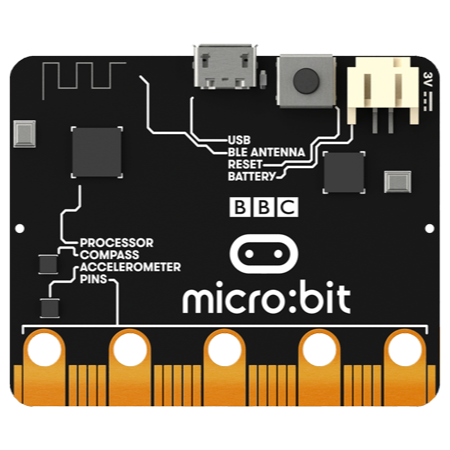 3V
USB
BLE ANTENNA
RESET
BATTERY
BBC
PROCESSOR
COMPASS
ACCELEROMETER
PINS
micro:bit